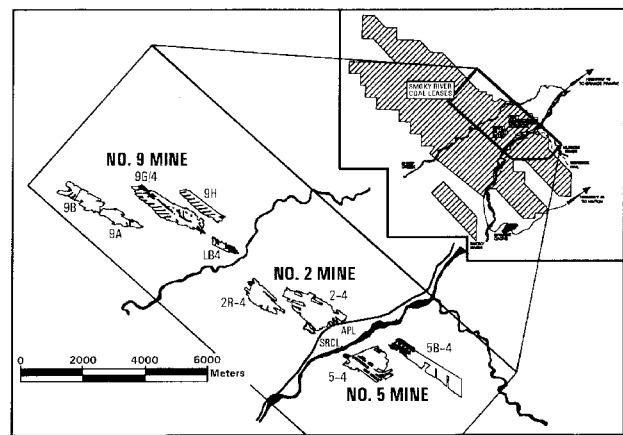 SMOKY RIVER
COAL LEASES
NO. 9 MINE
9G/4
9H
9B
9A
LB4
NO. 2 MINE
2R-4
2-4
APL
SRCL
5B-4
5-4
NO. 5 MINE
0 2000 4000 6000
Meters